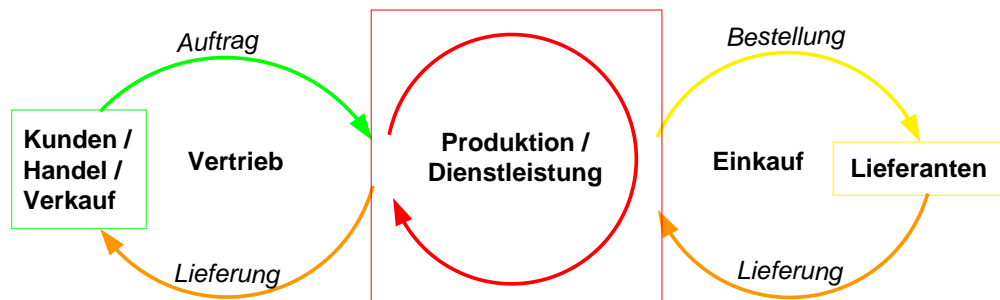 Auftrag
Bestellung
Kunden /
Handel /
Verkauf
Vertrieb
Produktion /
Dienstleistung
Einkauf
Lieferanten
Lieferung
Lieferung